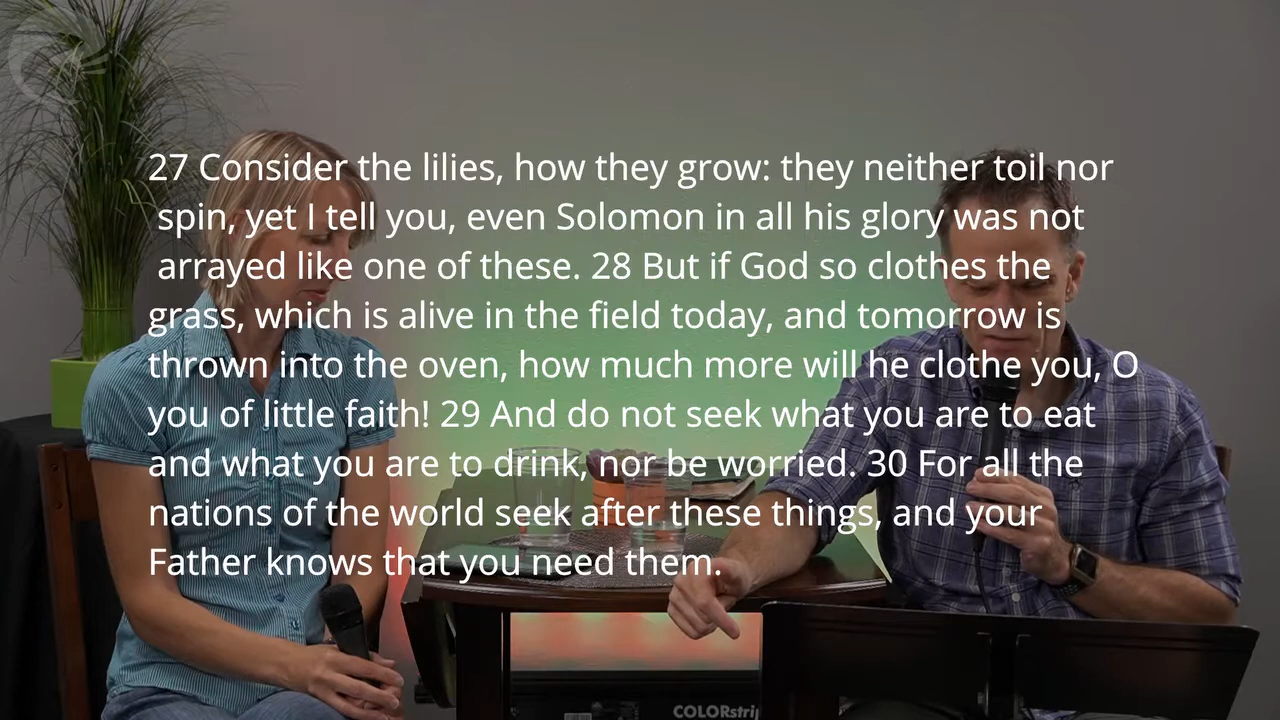 27 Consider the lilies, how they grow: they neither toil nor
spin, yet I tell you, even Solomon in all his glory was not
arrayed like one of these. 28 But if God so clothes the
grass, which is alive in the field today, and tomorrow is
thrown into the oven, how much more will he clothe you, O
you of little faith! 29 And do not seek what you are to eat
and what you are to drink, nor be worried. 30 For all the
nations of the world seek after these things, and your
Father knows that you need them.
COLORstrip